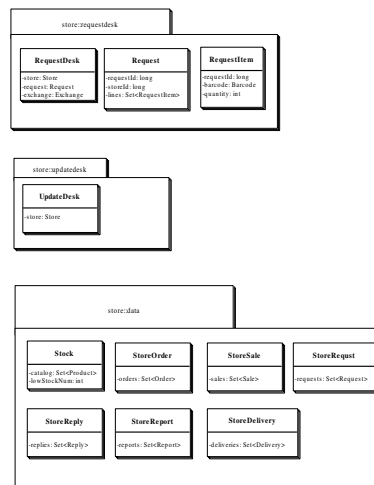 store:requestdesk
RequestDesk
-store: Store
-request: Request
-exchange: Exchange
Request
-requestId: long
-storeId: long
-lines: Set<RequestItem>
RequestItem
-requestId: long
-barcode: Barcode
-quantity: int
store::updatedesk
UpdateDesk
-store: Store
store::data
Stock
-catalog: Set<Product>
-lowStockNum: int
StoreOrder
-orders: Set<Order>
StoreSale
-sales: Set<Sale>
StoreRequst
-requests: Set<Request>
StoreReply
-replies: Set<Reply>
StoreReport
-reports: Set<Report>
StoreDelivery
-deliveries: Set<Delivery>